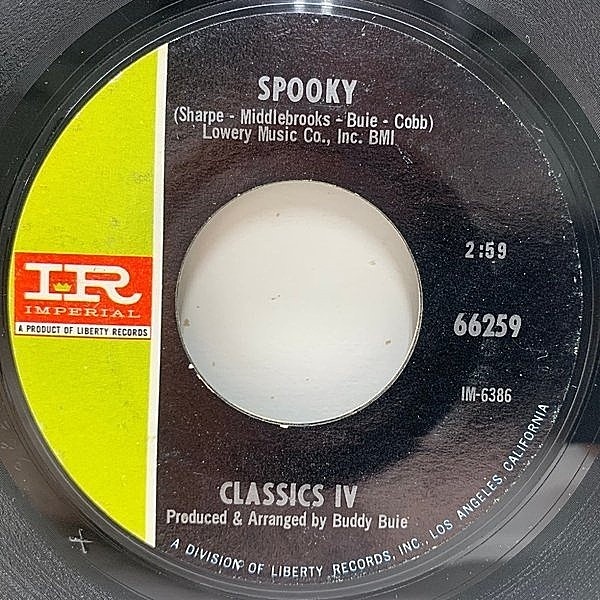 SPOOKY
(Sharpe - Middlebrooks - Buie - Cobb)
Lowery Music Co., Inc. BMI
2:59
IR
IMPERIAL
A PRODUCT OF LIBERTY RECORDS
66259
IM-6386
CLASSICS IV
Produced & Arranged by Buddy Buie
A DIVISION OF LIBERTY RECORDS, INC. LOS ANGELES, CALIFORNIA